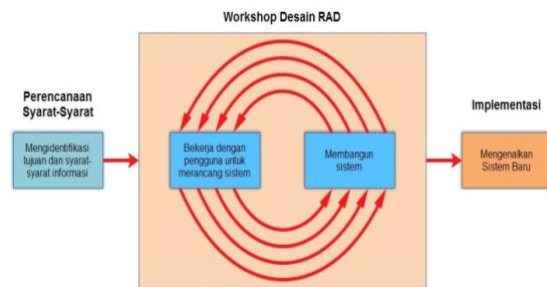 Workshop Desain RAD
Perencanaan
Syarat-Syarat
Mengidentifikasi
tujuan dan syarat-
syarat informasi
Bekerja dengan
pengguna untuk
merancang sistem
Membangun
sistem
Implementasi
Mengenalkan
Sistem Baru